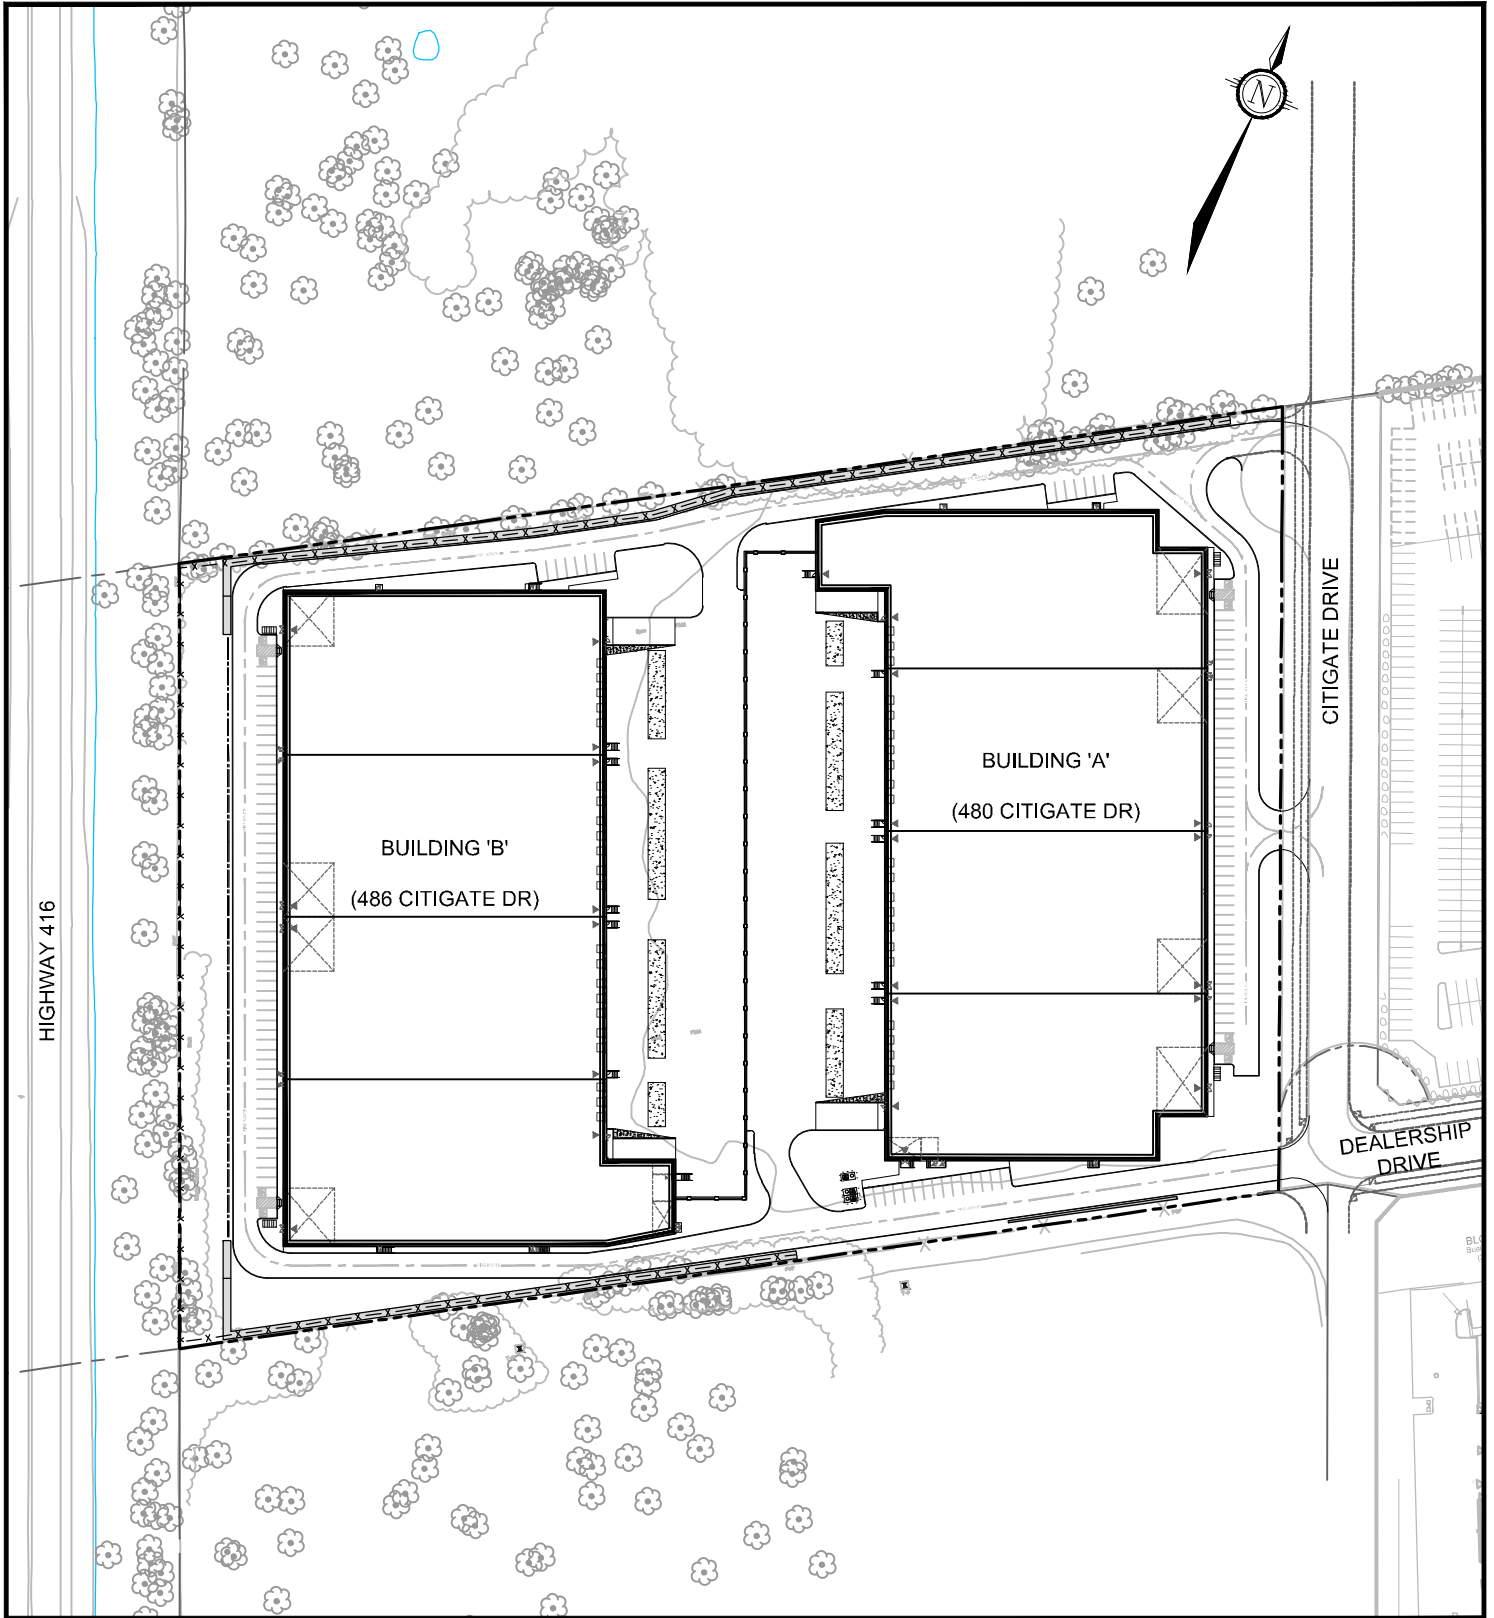 N
CITIGATE DRIVE
BUILDING 'A'
(480 CITIGATE DR)
BUILDING 'B'
(486 CITIGATE DR)
HIGHWAY 416
DEALERSHIP
DRIVE